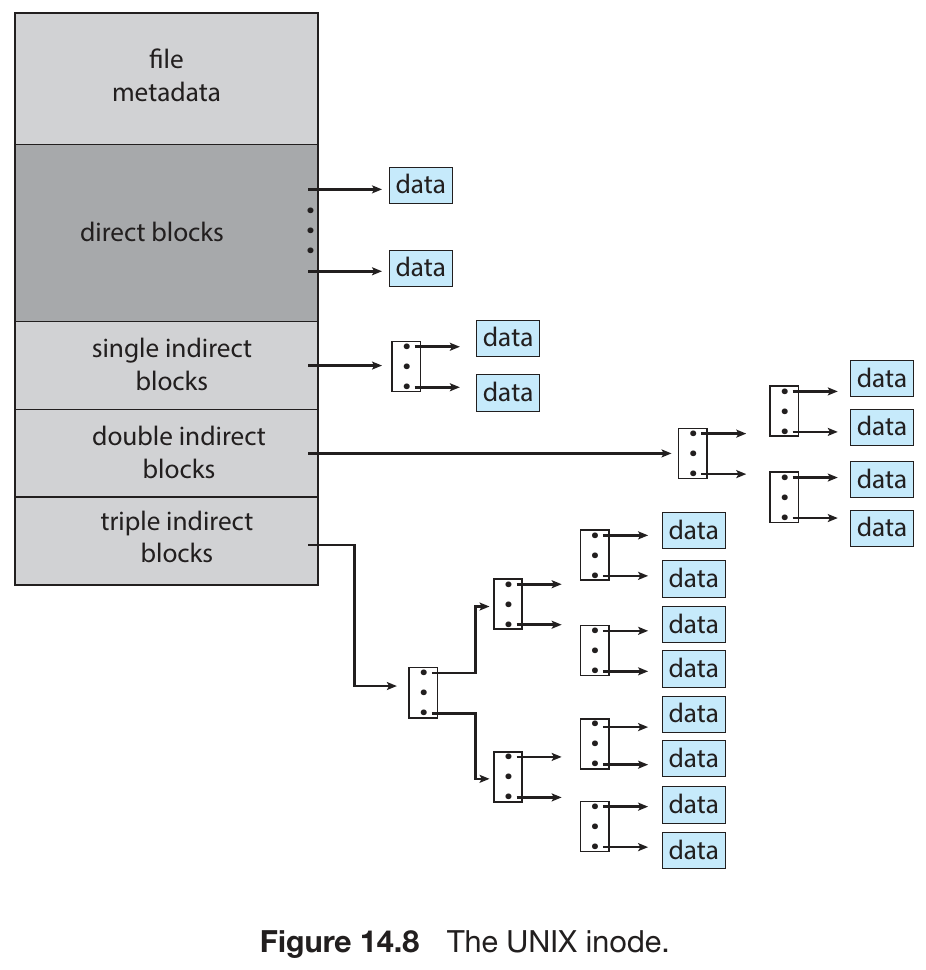 file
metadata
direct blocks
data
data
single indirect
blocks
data
data
double indirect
blocks
data
data
data
data
triple indirect
blocks
data
data
data
data
data
data
data
data
Figure 14.8 The UNIX inode.